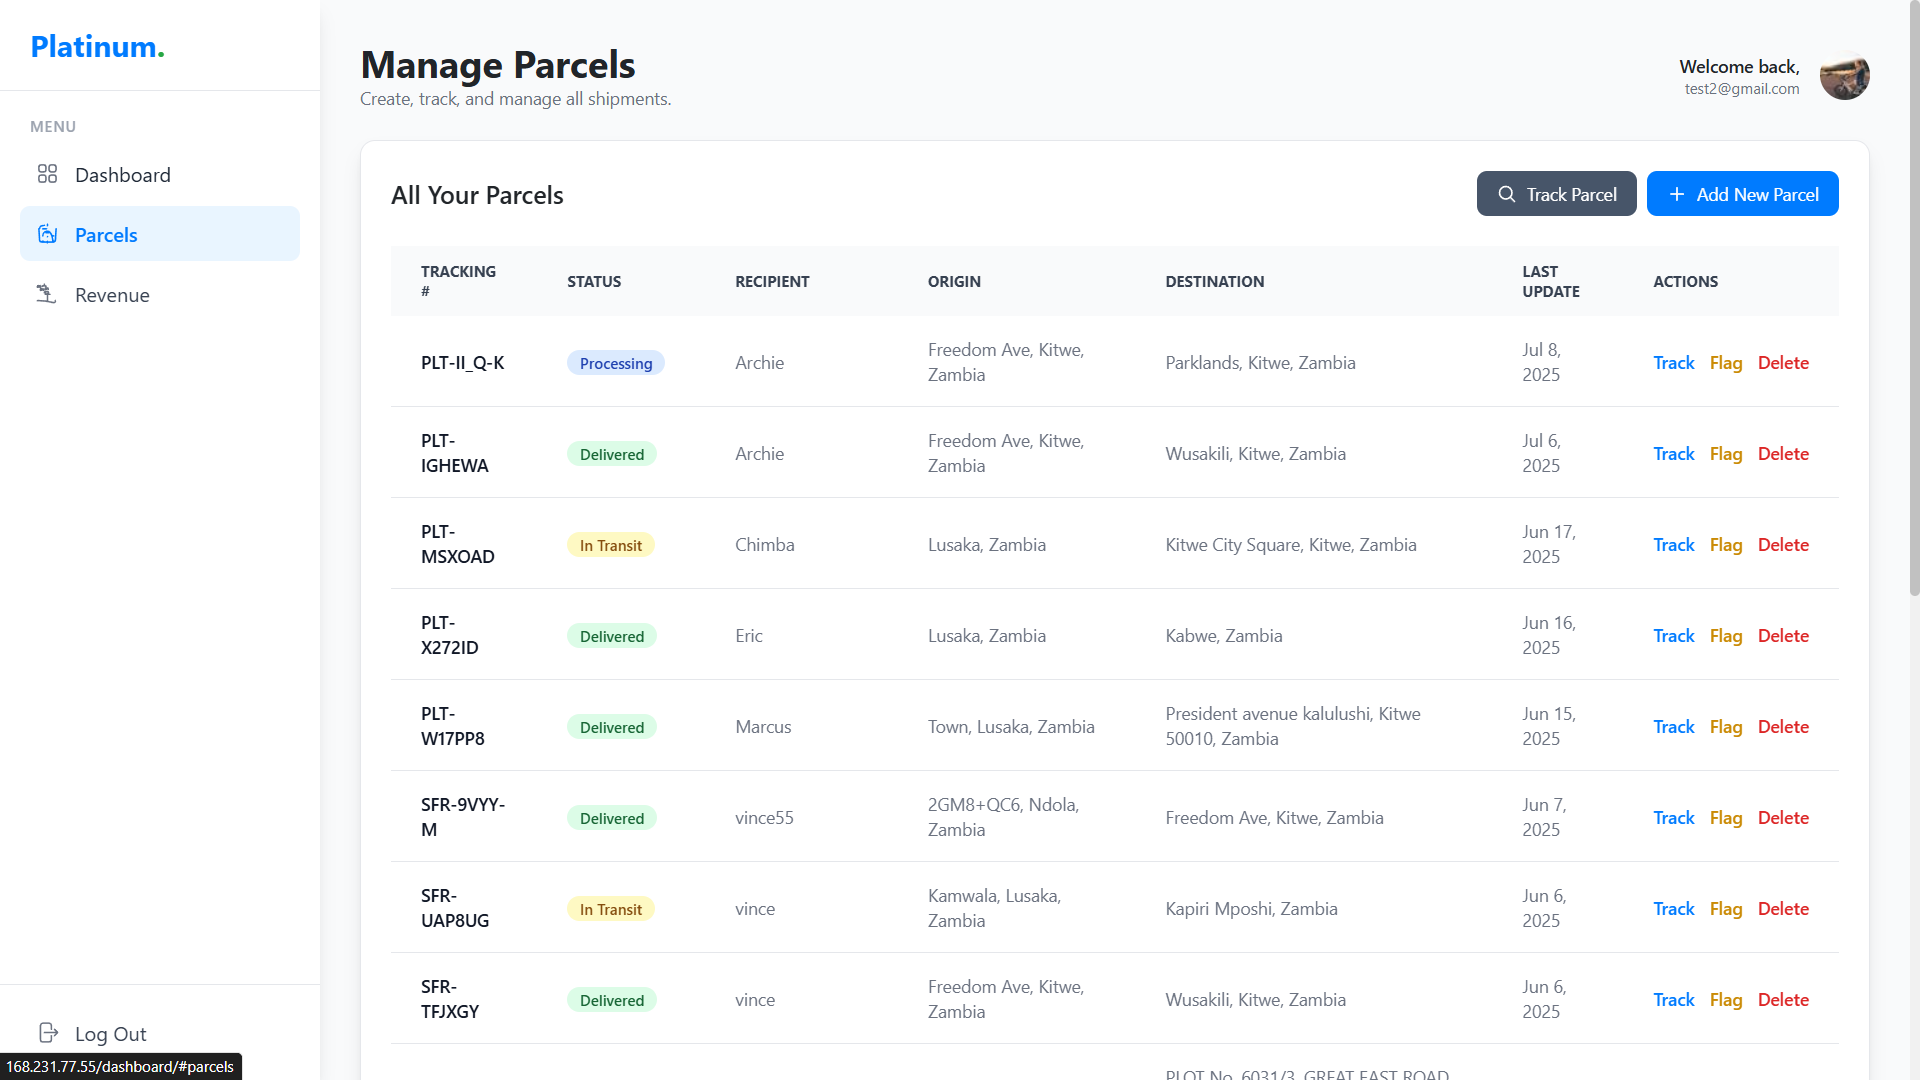 Platinum.
MENU
Dashboard
Parcels
Revenue
Log Out
168.231.77.55/dashboard/#parcels
Manage Parcels
Create, track, and manage all shipments.
Welcome back,
test2@gmail.com
All Your Parcels
Track Parcel
Add New Parcel
TRACKING # STATUS RECIPIENT ORIGIN DESTINATION LAST UPDATE ACTIONS
PLT-II_Q-K Processing Archie Freedom Ave, Kitwe, Zambia Parklands, Kitwe, Zambia Jul 8, 2025 Track Flag Delete
PLT-IGHEWA Delivered Archie Freedom Ave, Kitwe, Zambia Wusakili, Kitwe, Zambia Jul 6, 2025 Track Flag Delete
PLT-MSXOAD In Transit Chimba Lusaka, Zambia Kitwe City Square, Kitwe, Zambia Jun 17, 2025 Track Flag Delete
PLT-X272ID Delivered Eric Lusaka, Zambia Kabwe, Zambia Jun 16, 2025 Track Flag Delete
PLT-W17PP8 Delivered Marcus Town, Lusaka, Zambia President avenue kalulushi, Kitwe 50010, Zambia Jun 15, 2025 Track Flag Delete
SFR-9VYY-M Delivered vince55 2GM8+QC6, Ndola, Zambia Freedom Ave, Kitwe, Zambia Jun 7, 2025 Track Flag Delete
SFR-UAP8UG In Transit vince Kamwala, Lusaka, Zambia Kapiri Mposhi, Zambia Jun 6, 2025 Track Flag Delete
SFR-TFJXGY Delivered vince Freedom Ave, Kitwe, Zambia Wusakili, Kitwe, Zambia Jun 6, 2025 Track Flag Delete
PLOT No. 6031/3, GREAT EAST ROAD